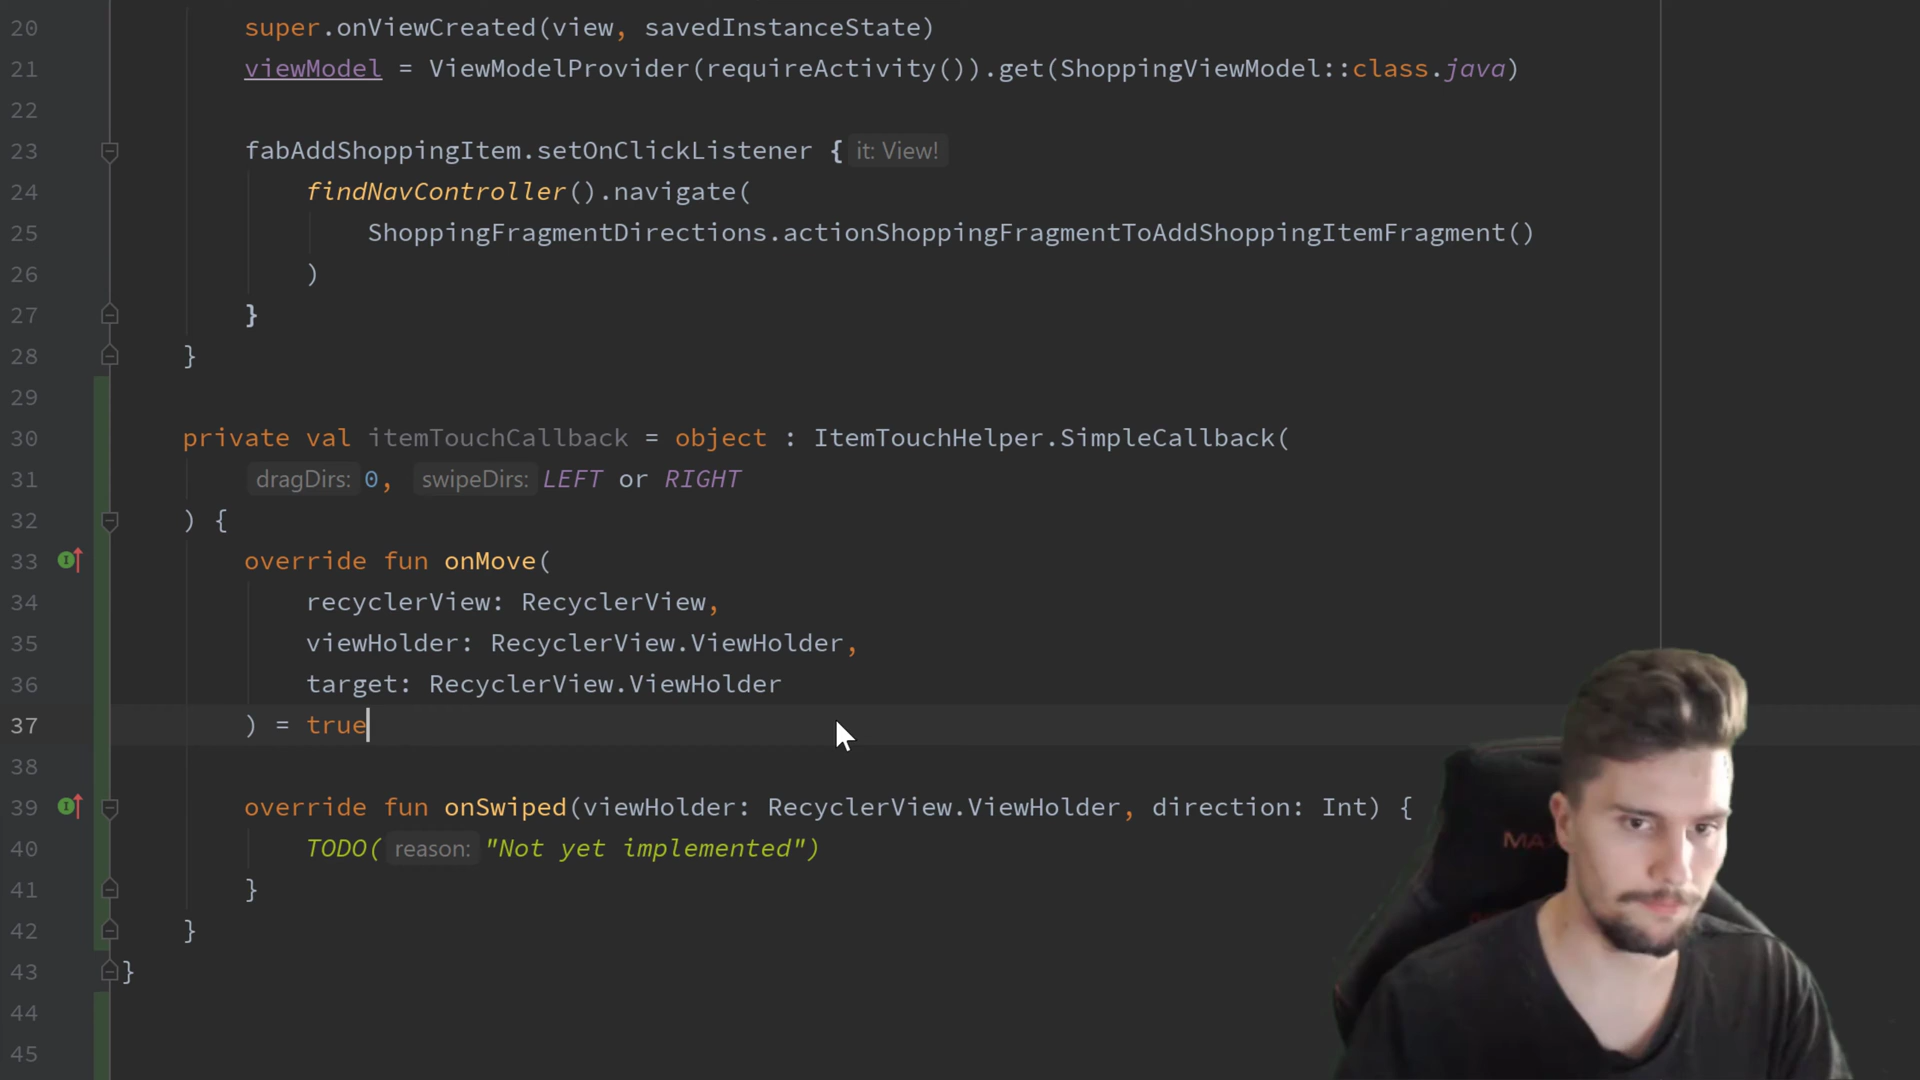 20 super.onViewCreated(view, savedInstanceState)
21 viewModel = ViewModelProvider(requireActivity()).get(ShoppingViewModel::class.java)
22
23 fabAddShoppingItem.setOnClickListener { it: View!
24 findNavController().navigate(
25 ShoppingFragmentDirections.actionShoppingFragmentToAddShoppingItemFragment()
26 )
27 }
28 }
29
30 private val itemTouchCallback = object : ItemTouchHelper.SimpleCallback(
31 dragDirs: 0, swipeDirs: LEFT or RIGHT
32 ) {
33 override fun onMove(
34 recyclerView: RecyclerView,
35 viewHolder: RecyclerView.ViewHolder,
36 target: RecyclerView.ViewHolder
37 ) = true
38
39 override fun onSwiped(viewHolder: RecyclerView.ViewHolder, direction: Int) {
40 TODO( reason: "Not yet implemented")
41 }
42 }
43 }
44
45